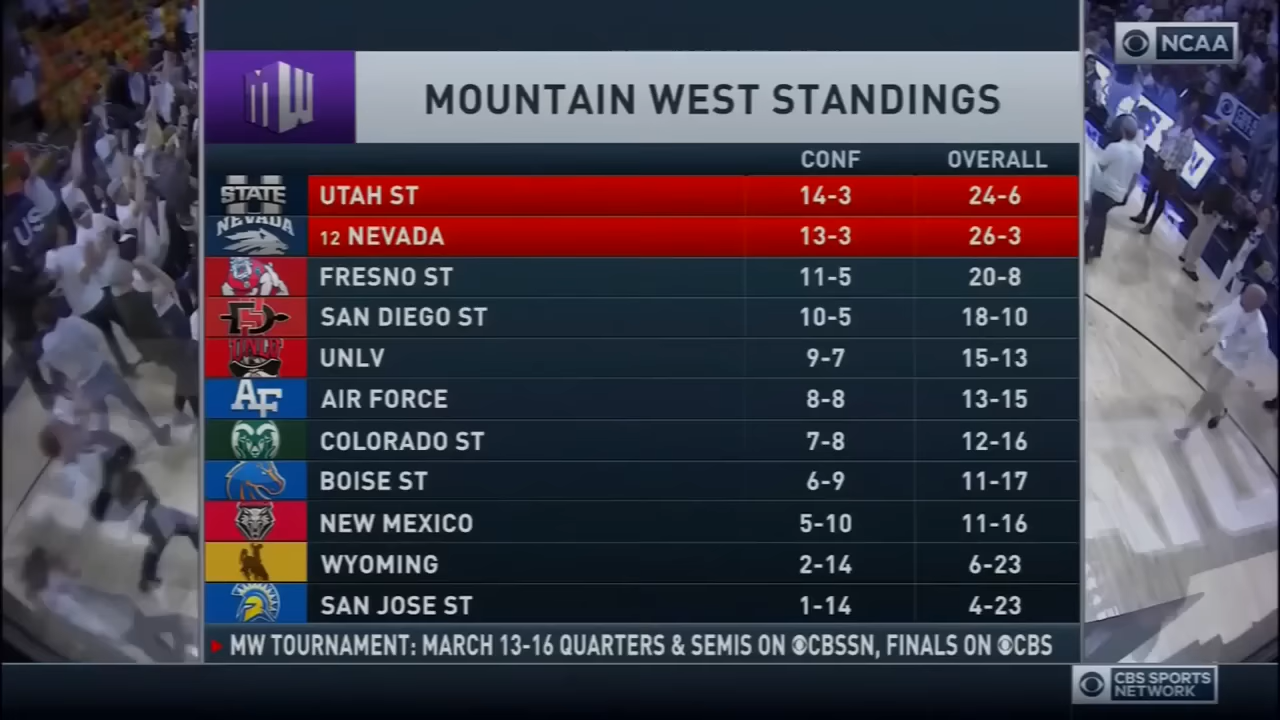 NCAA
MW
MOUNTAIN WEST STANDINGS
CONF OVERALL
STATE UTAH ST 14-3 24-6
NEVADA 12 NEVADA 13-3 26-3
FRESNO ST 11-5 20-8
SAN DIEGO ST 10-5 18-10
UNLV UNLV 9-7 15-13
AF AIR FORCE 8-8 13-15
COLORADO ST 7-8 12-16
BOISE ST 6-9 11-17
NEW MEXICO 5-10 11-16
WYOMING 2-14 6-23
SAN JOSE ST 1-14 4-23
MW TOURNAMENT: MARCH 13-16 QUARTERS & SEMIS ON CBSSN, FINALS ON CBS
CBS SPORTS
NETWORK
US